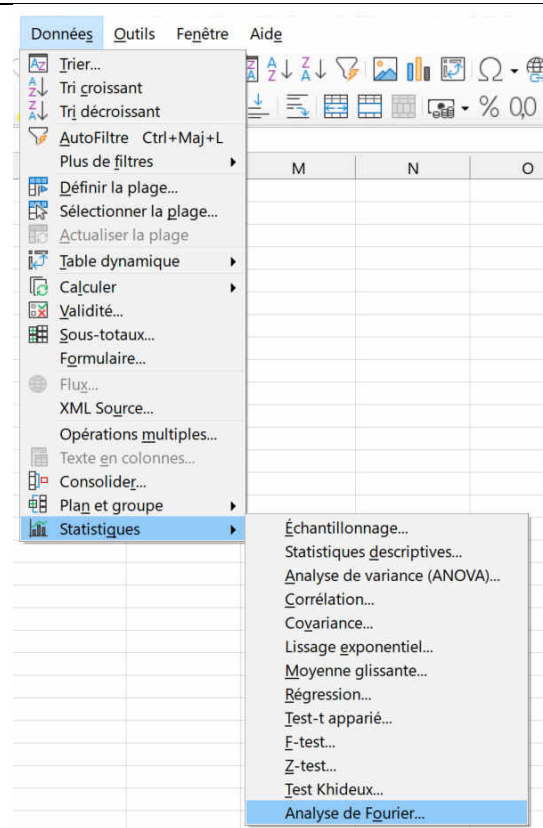 Données Outils Fenêtre Aide
Trier...
Tri croissant
Tri décroissant
AutoFiltre Ctrl+Maj+L
Plus de filtres
Définir la plage...
Sélectionner la plage...
Actualiser la plage
Table dynamique
Calculer
Validité...
Sous-totaux...
Formulaire...
Flux...
XML Source...
Opérations multiples...
Texte en colonnes...
Consolider...
Plan et groupe
Statistiques
% 0,0
M N O
Échantillonnage...
Statistiques descriptives...
Analyse de variance (ANOVA)...
Corrélation...
Covariance...
Lissage exponentiel...
Moyenne glissante...
Régression...
Test-t apparié...
F-test...
Z-test...
Test Khideux...
Analyse de Fourier...